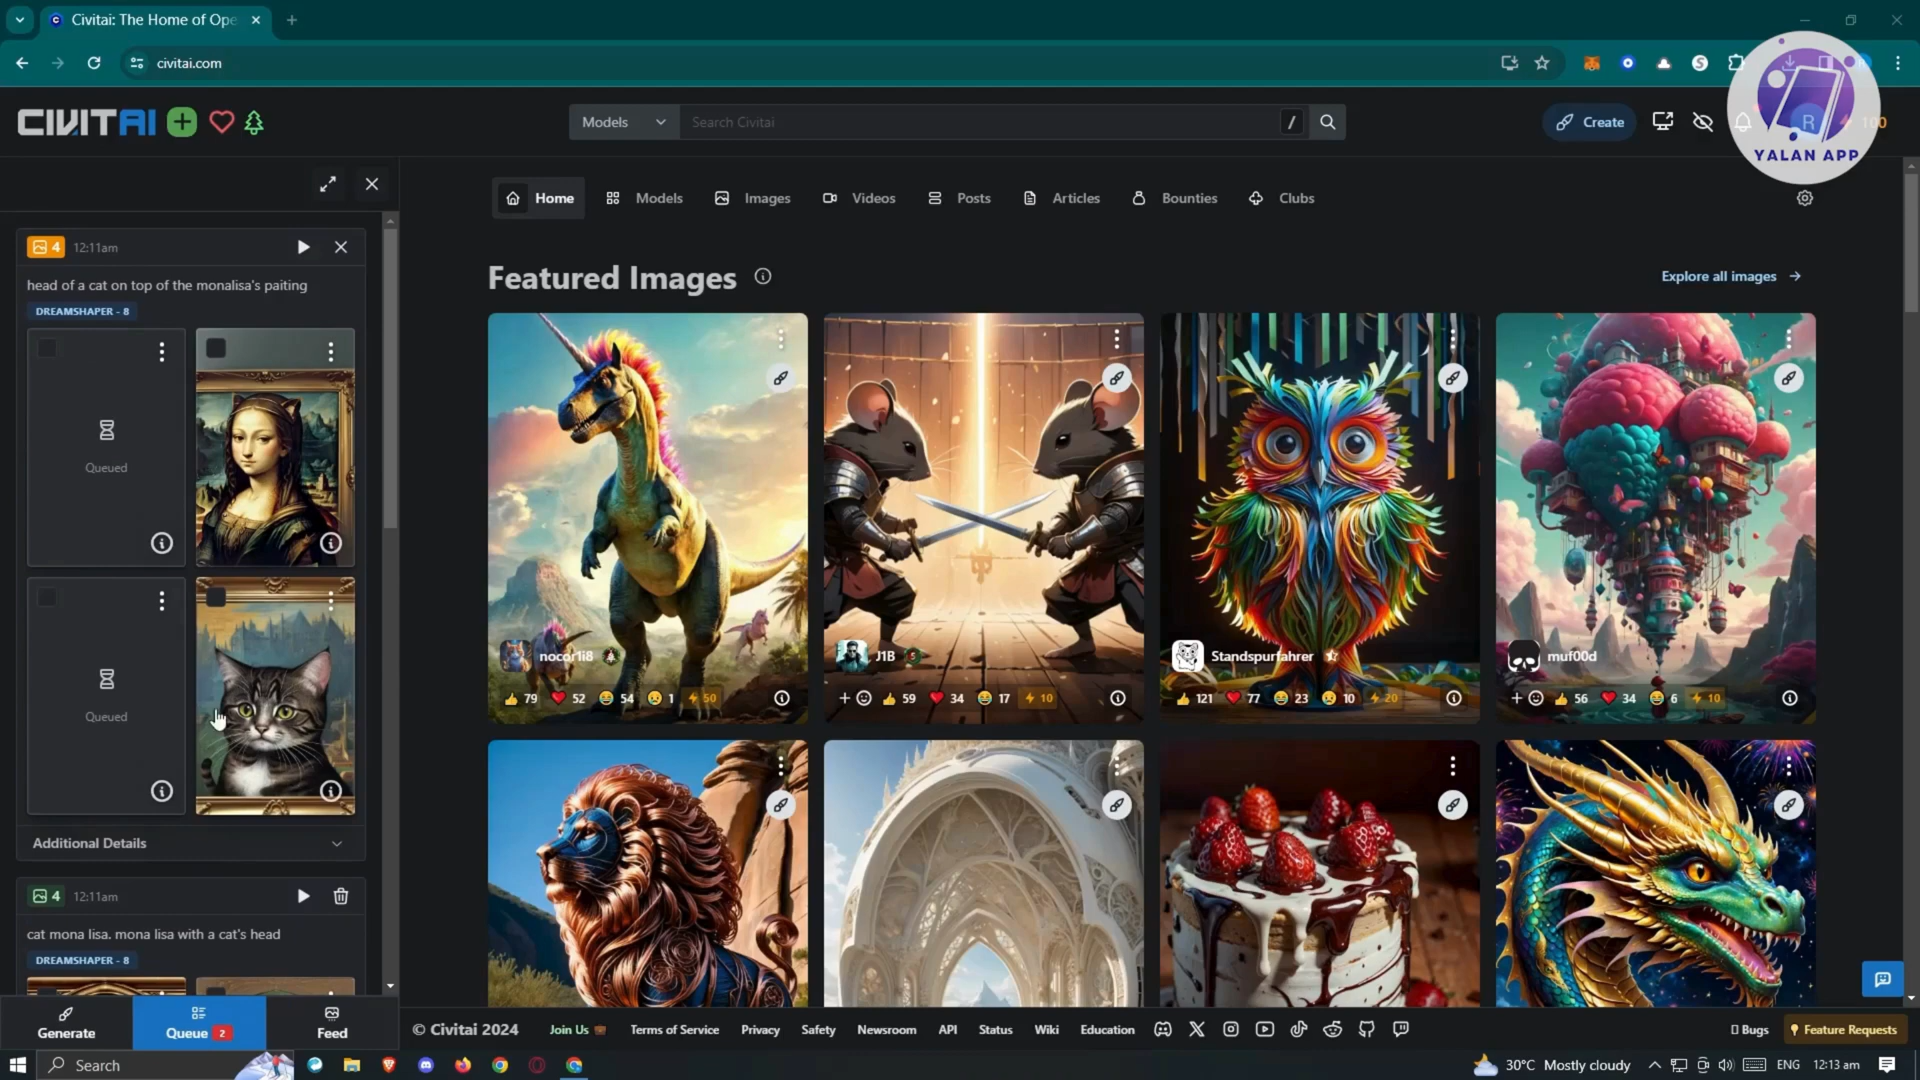 Civitai: The Home of Ope
civitai.com
CIVITAI
Models
Search Civitai
/
Create
R
100
YALAN APP
Home
Models
Images
Videos
Posts
Articles
Bounties
Clubs
4
12:11am
head of a cat on top of the monalisa's paiting
DREAMSHAPER - 8
Queued
Queued
Additional Details
4
12:11am
cat mona lisa. mona lisa with a cat's head
DREAMSHAPER - 8
Generate
Queue 2
Feed
Featured Images
Explore all images
nocor1i8
79 52 54 1 50
J1B
59 34 17 10
Standspurfahrer
121 77 23 10 20
muf00d
56 34 6 10
© Civitai 2024
Join Us
Terms of Service
Privacy
Safety
Newsroom
API
Status
Wiki
Education
Bugs
Feature Requests
Search
30°C Mostly cloudy
ENG
12:13 am